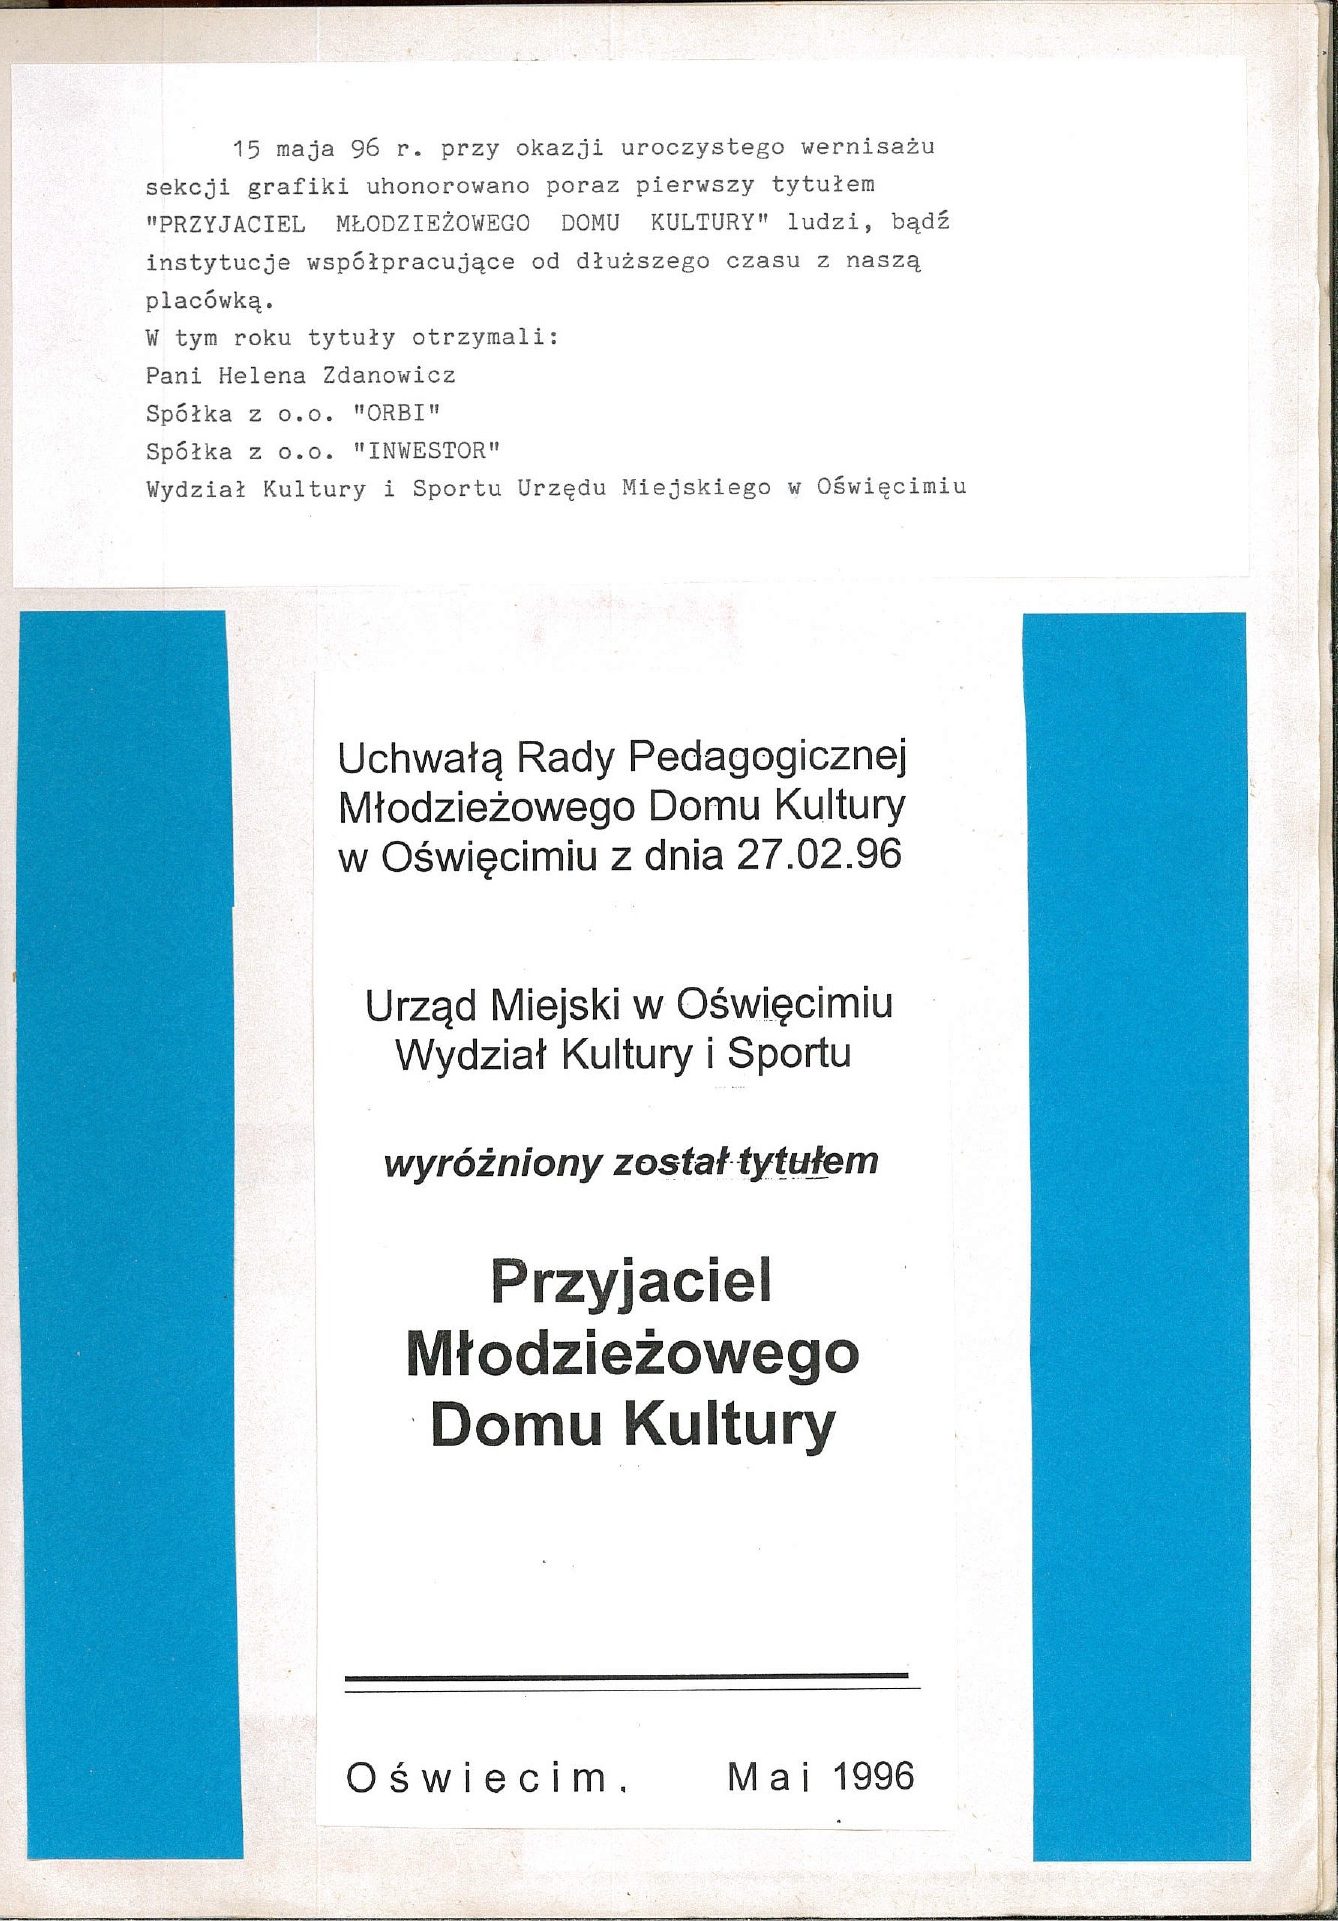 15 maja 96 r. przy okazji uroczystego wernisażu
sekcji grafiki uhonorowano poraz pierwszy tytułem
"PRZYJACIEL MŁODZIEŻOWEGO DOMU KULTURY" ludzi, bądź
instytucje współpracujące od dłuższego czasu z naszą
placówką.
W tym roku tytuły otrzymali:
Pani Helena Zdanowicz
Spółka z o.o. "ORBI"
Spółka z o.o. "INWESTOR"
Wydział Kultury i Sportu Urzędu Miejskiego w Oświęcimiu
Uchwałą Rady Pedagogicznej
Młodzieżowego Domu Kultury
w Oświęcimiu z dnia 27.02.96
Urząd Miejski w Oświęcimiu
Wydział Kultury i Sportu
wyróżniony został tytułem
Przyjaciel
Młodzieżowego
Domu Kultury
Oświecim. Mai 1996